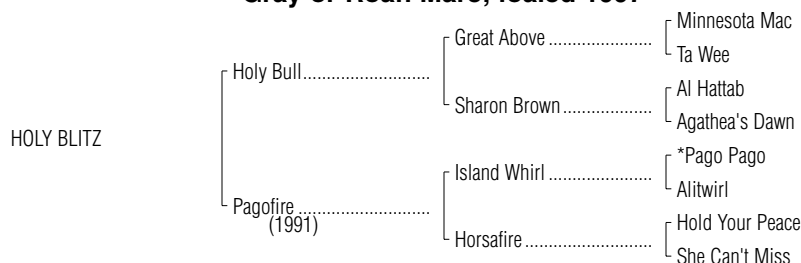 Minnesota Mac
Great Above
Ta Wee
Holy Bull
Al Hattab
Sharon Brown
Agathea's Dawn
HOLY BLITZ
*Pago Pago
Island Whirl
Alitwirl
Pagofire
(1991)
Hold Your Peace
Horsafire
She Can't Miss